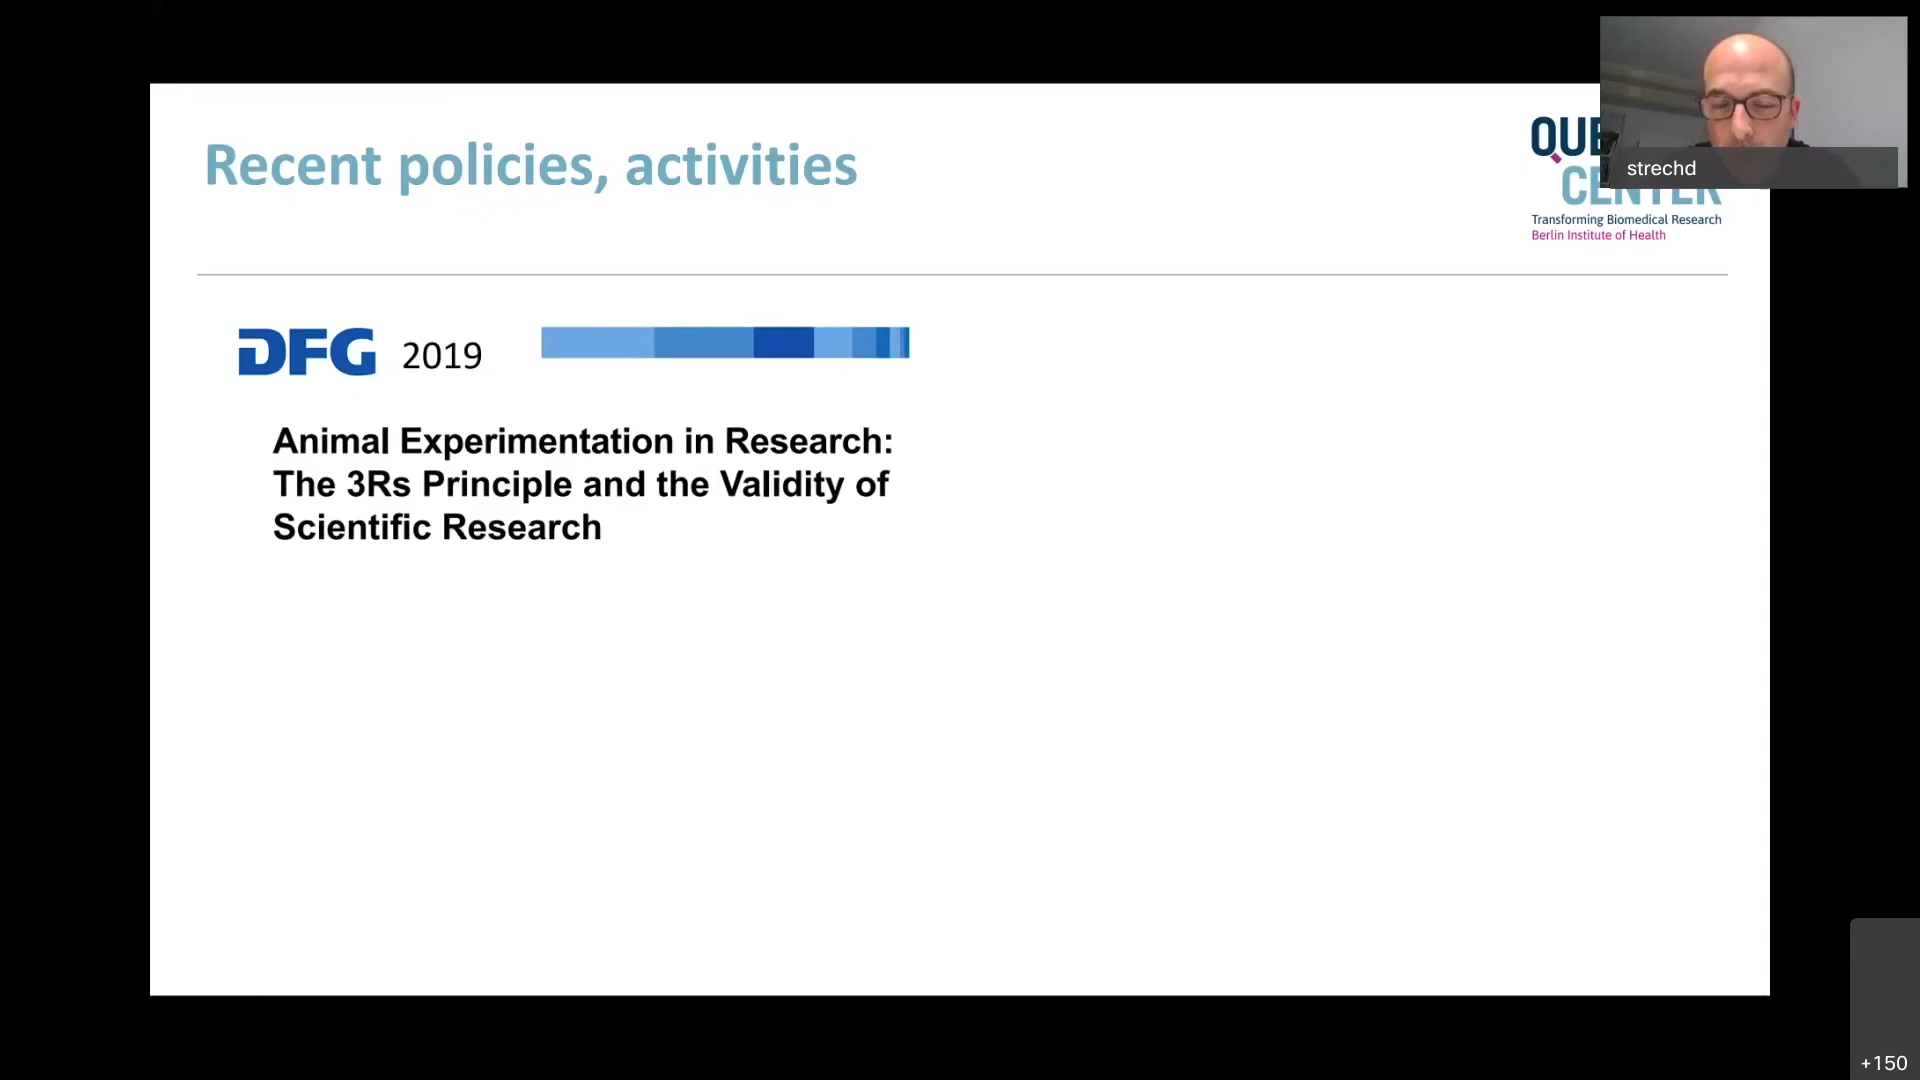 Recent policies, activities
strechd
Transforming Biomedical Research
Berlin Institute of Health
DFG 2019
Animal Experimentation in Research:
The 3Rs Principle and the Validity of
Scientific Research
+150